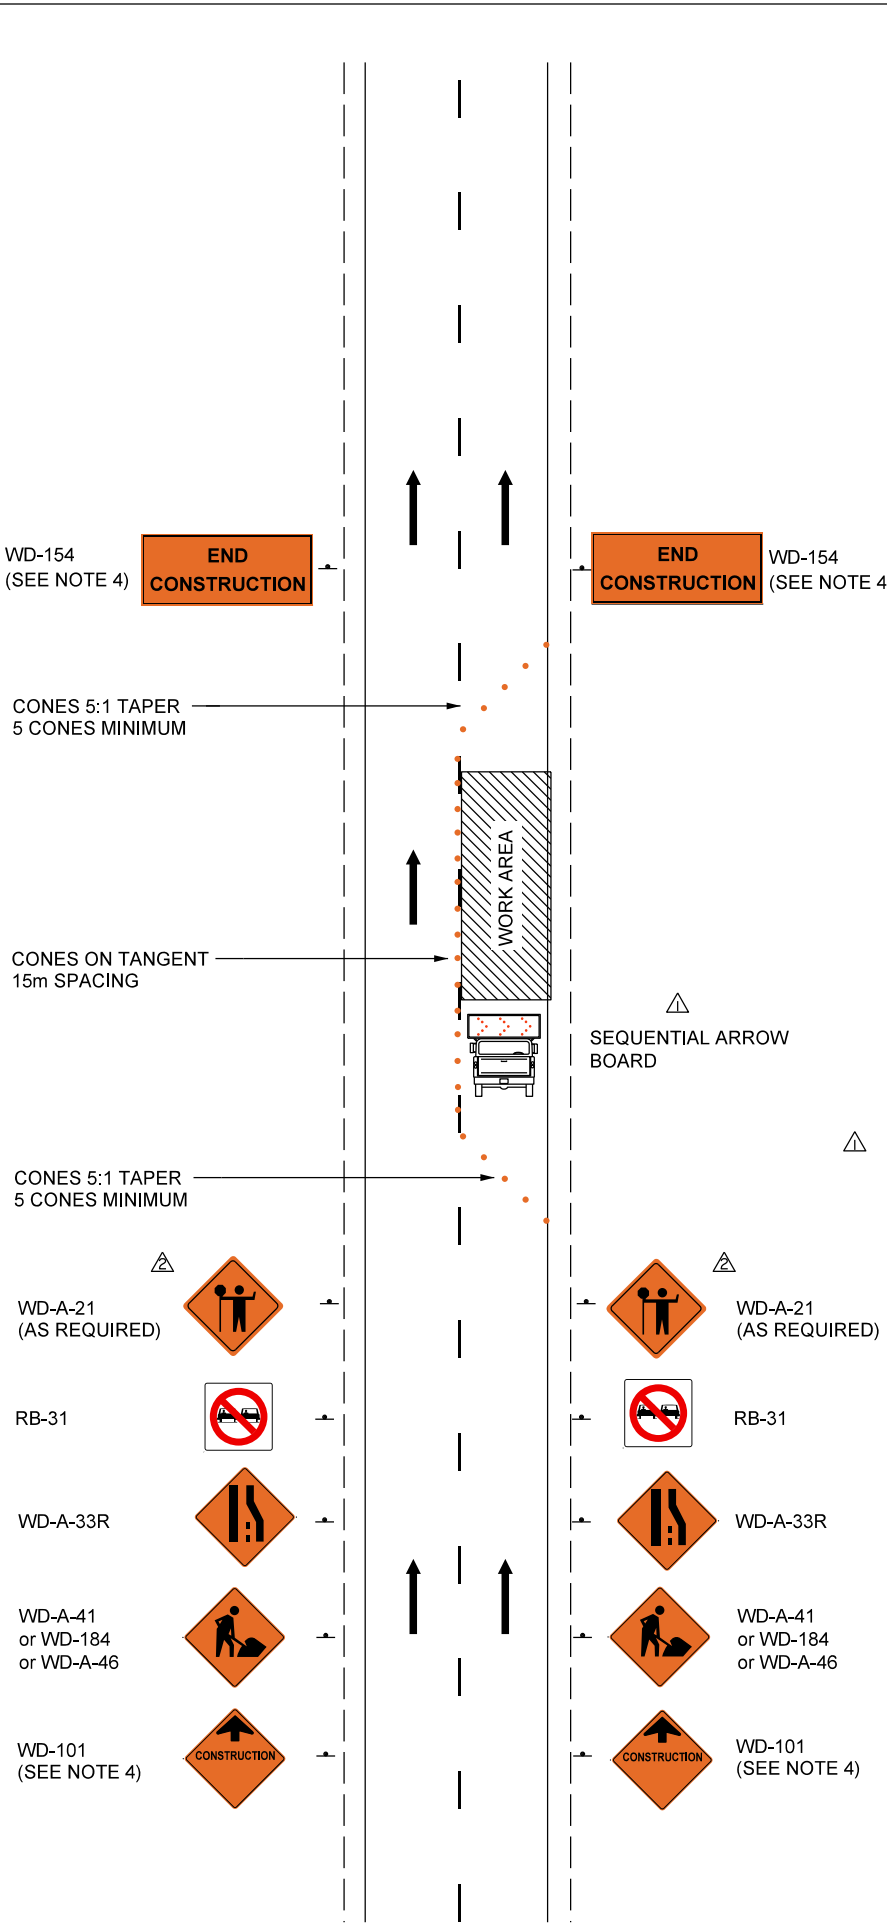 WD-154
(SEE NOTE 4)
END
CONSTRUCTION
END
CONSTRUCTION
WD-154
(SEE NOTE 4
CONES 5:1 TAPER
5 CONES MINIMUM
WORK AREA
CONES ON TANGENT
15m SPACING
1
SEQUENTIAL ARROW
BOARD
1
CONES 5:1 TAPER
5 CONES MINIMUM
2
WD-A-21
(AS REQUIRED)
2
WD-A-21
(AS REQUIRED)
RB-31
RB-31
WD-A-33R
WD-A-33R
WD-A-41
or WD-184
or WD-A-46
WD-A-41
or WD-184
or WD-A-46
WD-101
(SEE NOTE 4)
CONSTRUCTION
CONSTRUCTION
WD-101
(SEE NOTE 4)